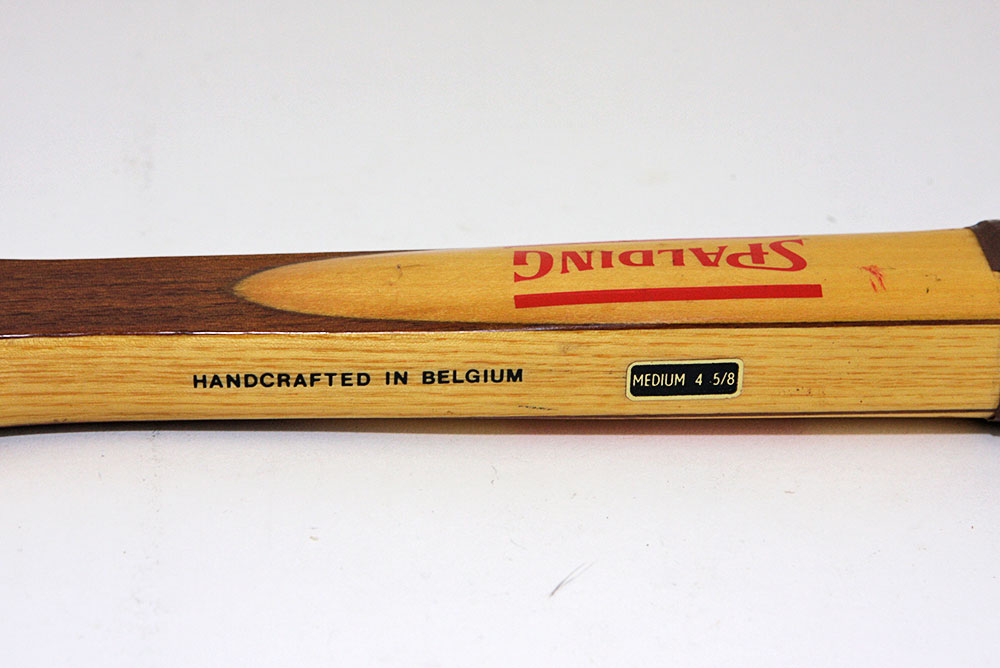 SPALDING
HANDCRAFTED IN BELGIUM
MEDIUM 4 5/8